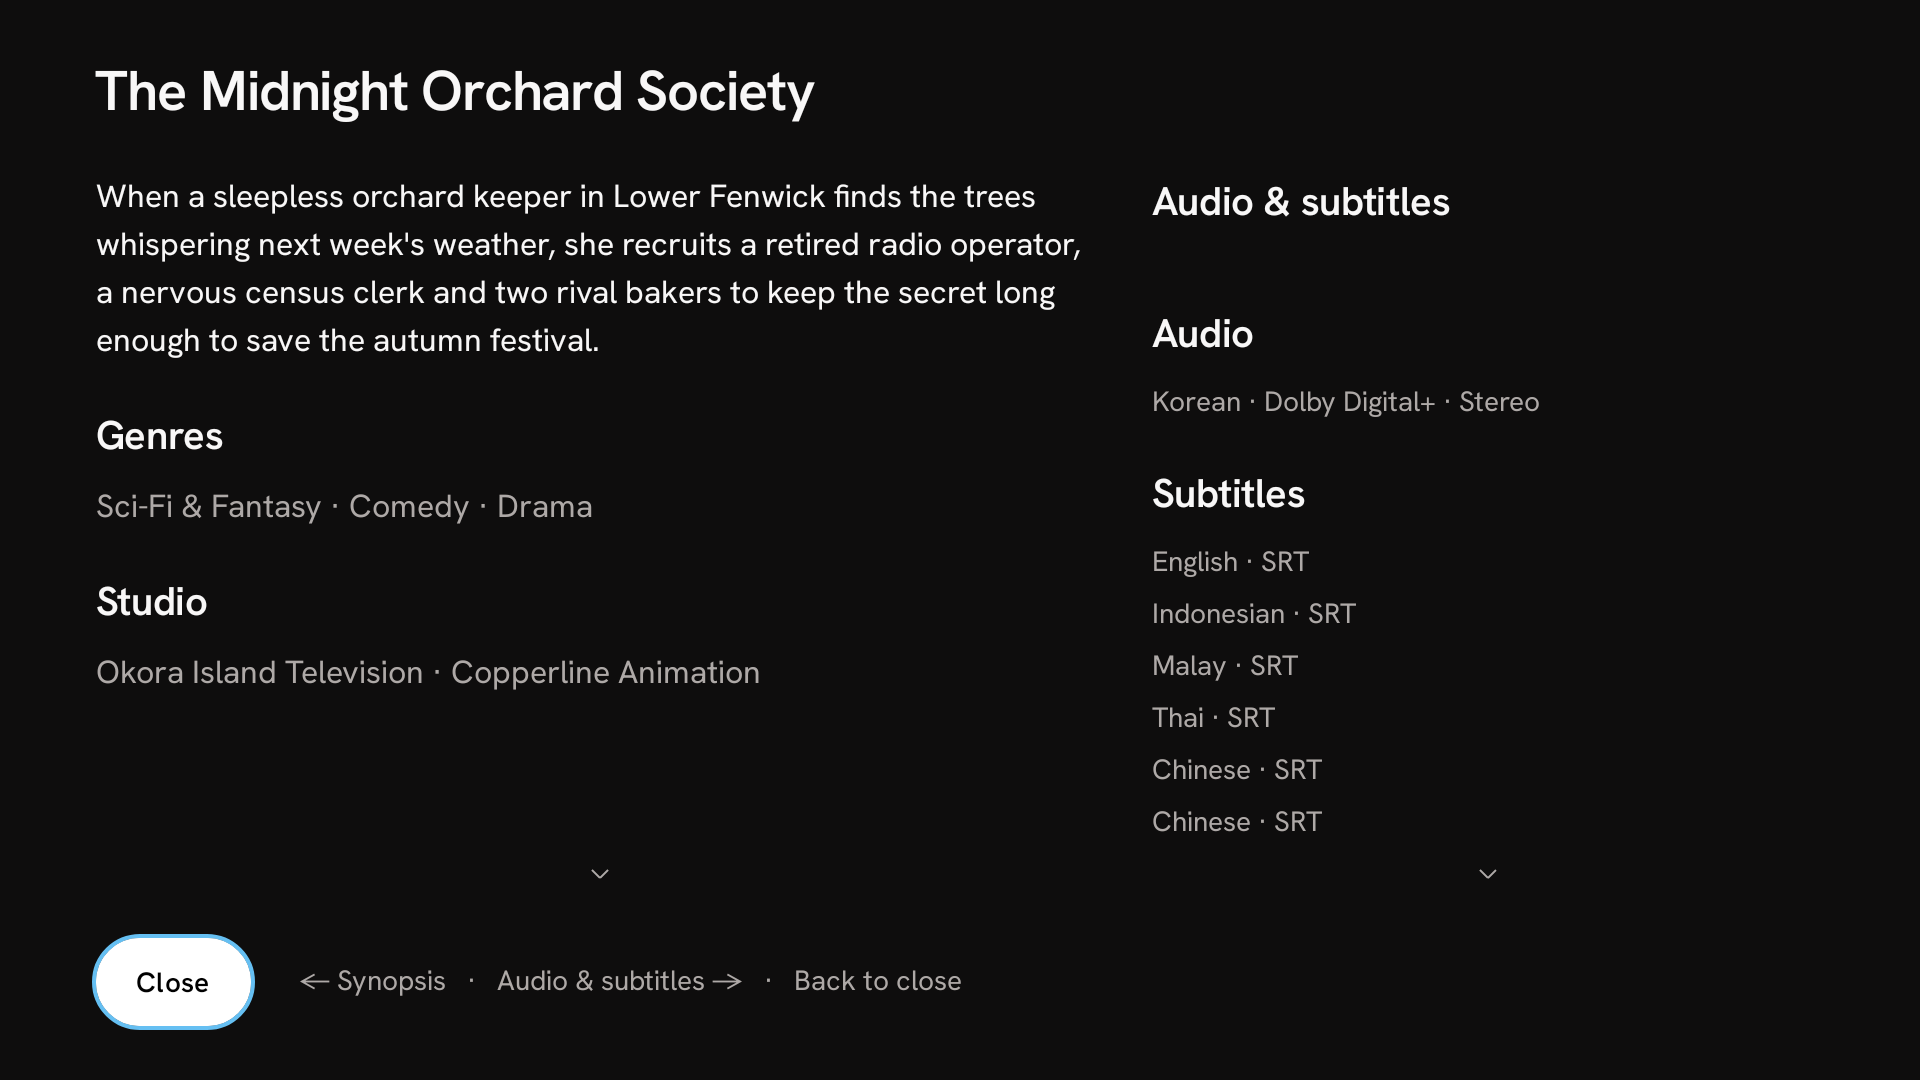 The Midnight Orchard Society
When a sleepless orchard keeper in Lower Fenwick finds the trees
whispering next week's weather, she recruits a retired radio operator,
a nervous census clerk and two rival bakers to keep the secret long
enough to save the autumn festival.
Genres
Sci-Fi & Fantasy · Comedy · Drama
Studio
Okora Island Television · Copperline Animation
Audio & subtitles
Audio
Korean · Dolby Digital+ · Stereo
Subtitles
English · SRT
Indonesian · SRT
Malay · SRT
Thai · SRT
Chinese · SRT
Chinese · SRT
Close
← Synopsis · Audio & subtitles → · Back to close